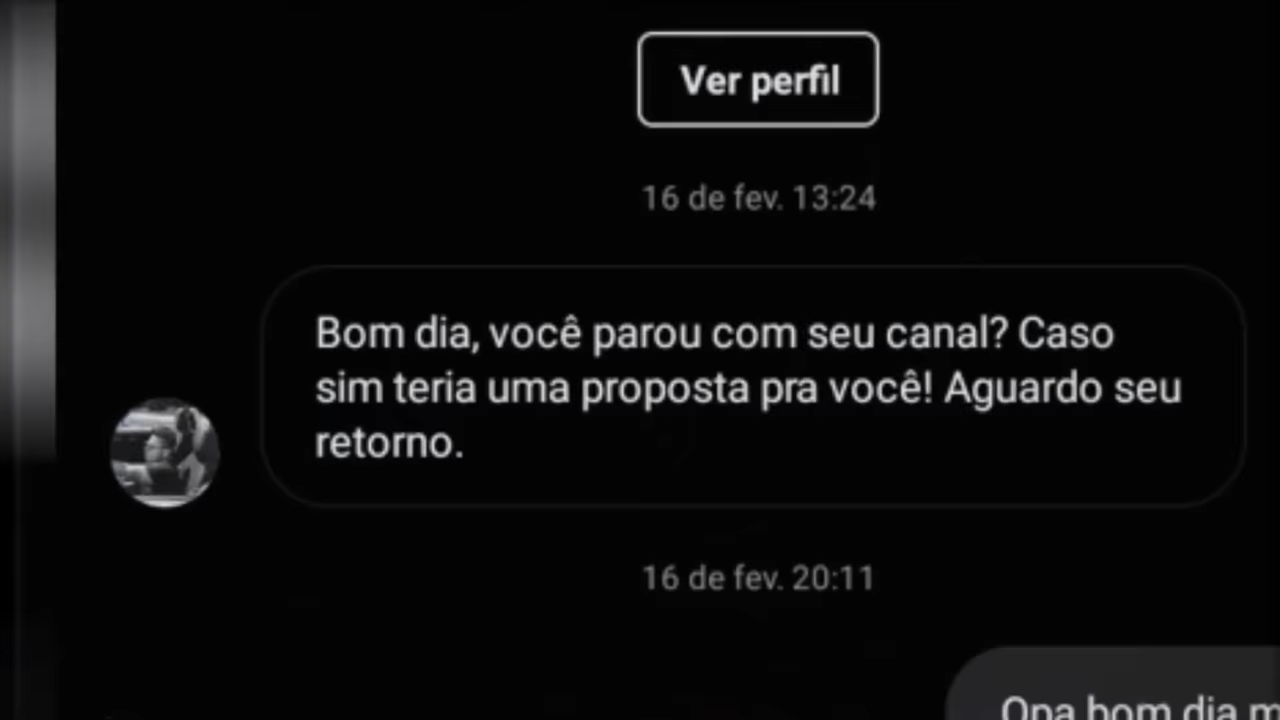 Ver perfil
16 de fev. 13:24
Bom dia, você parou com seu canal? Caso
sim teria uma proposta pra você! Aguardo seu
retorno.
16 de fev. 20:11
Opa bom dia